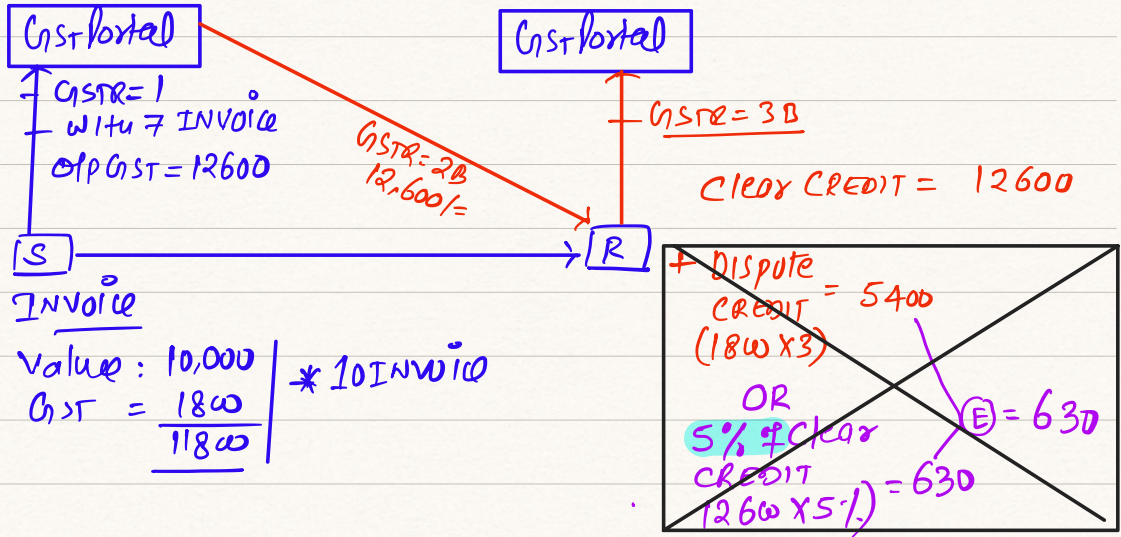 GST Portal
GSTR = 1
with 7 INVOICE
O/P GST = 12600
S
INVOICE
Value : 10,000
GST = 1800
11800
* 10 INVOICE
GSTR = 2B
12,600/=
GST Portal
GSTR = 3B
R
Clear CREDIT = 12600
+ Dispute
CREDIT = 5400
(1800 X 3)
OR
5% of Clear
CREDIT = 630
12600 X 5%)
E = 630